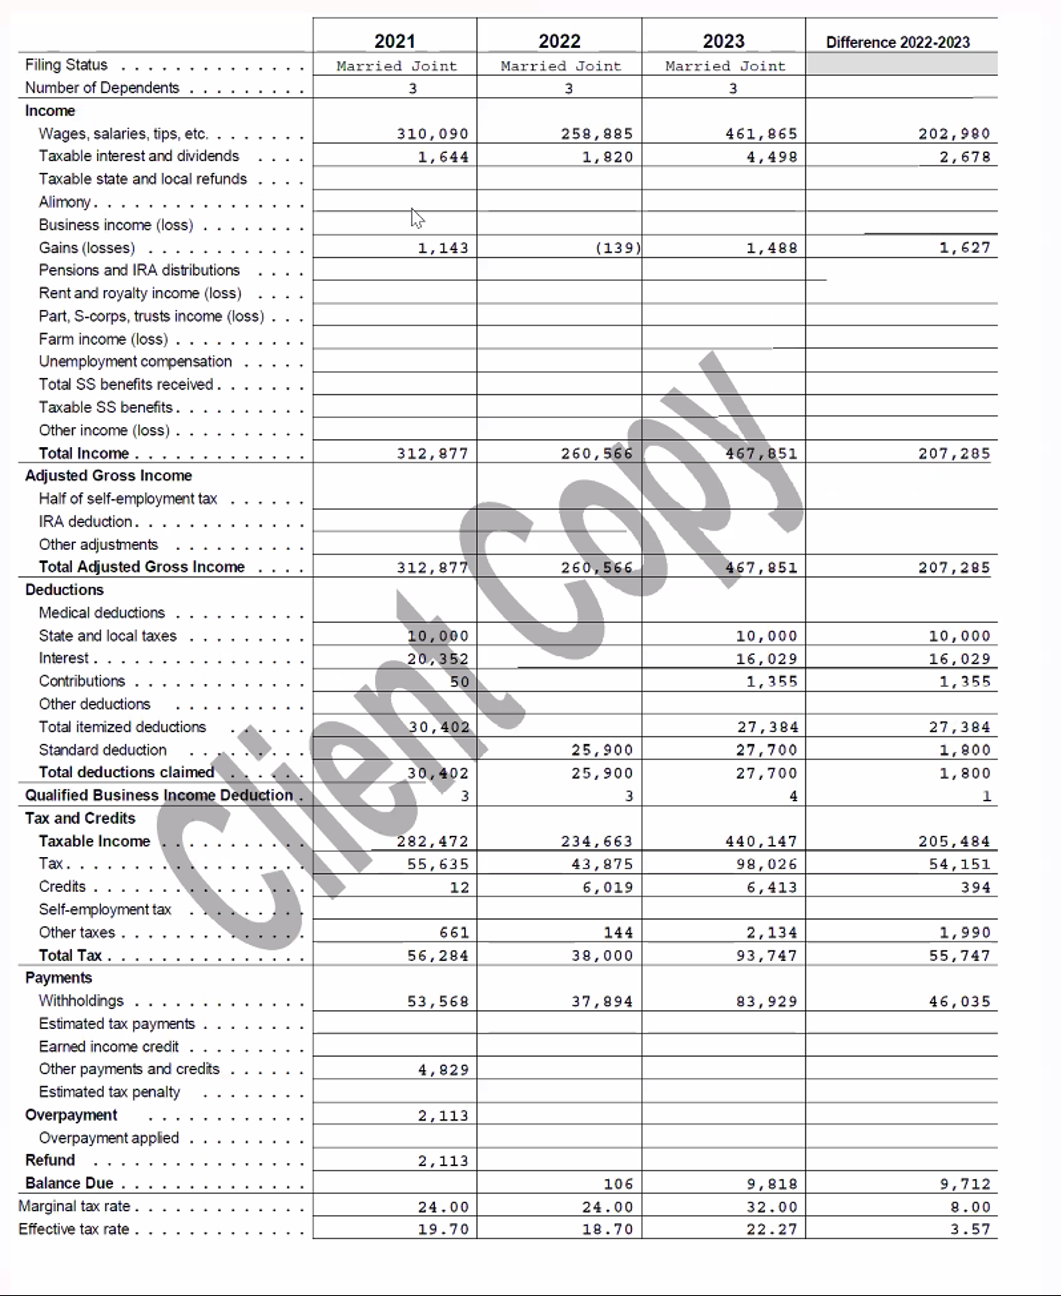 2021 2022 2023 Difference 2022-2023
Filing Status . . . . . . . . . . . . . . Married Joint Married Joint Married Joint
Number of Dependents . . . . . . . . . 3 3 3
Income
Wages, salaries, tips, etc. . . . . . . . 310,090 258,885 461,865 202,980
Taxable interest and dividends . . . . 1,644 1,820 4,498 2,678
Taxable state and local refunds . . . .
Alimony . . . . . . . . . . . . . . . .
Business income (loss) . . . . . . . .
Gains (losses) . . . . . . . . . . . . 1,143 (139) 1,488 1,627
Pensions and IRA distributions . . . .
Rent and royalty income (loss) . . . .
Part, S-corps, trusts income (loss) . . .
Farm income (loss) . . . . . . . . . .
Unemployment compensation . . . . .
Total SS benefits received . . . . . . .
Taxable SS benefits . . . . . . . . . .
Other income (loss) . . . . . . . . . .
Total Income . . . . . . . . . . . . . 312,877 260,566 467,851 207,285
Adjusted Gross Income
Half of self-employment tax . . . . . .
IRA deduction . . . . . . . . . . . . .
Other adjustments . . . . . . . . . .
Total Adjusted Gross Income . . . . 312,877 260,566 467,851 207,285
Deductions
Medical deductions . . . . . . . . . .
State and local taxes . . . . . . . . . 10,000 10,000 10,000
Interest . . . . . . . . . . . . . . . . 20,352 16,029 16,029
Contributions . . . . . . . . . . . . . 50 1,355 1,355
Other deductions . . . . . . . . . .
Total itemized deductions . . . . . . 30,402 27,384 27,384
Standard deduction . . . . . . . . . 25,900 27,700 1,800
Total deductions claimed . . . . . . 30,402 25,900 27,700 1,800
Qualified Business Income Deduction . 3 3 4 1
Tax and Credits
Taxable Income . . . . . . . . . . . 282,472 234,663 440,147 205,484
Tax . . . . . . . . . . . . . . . . . . 55,635 43,875 98,026 54,151
Credits . . . . . . . . . . . . . . . . 12 6,019 6,413 394
Self-employment tax . . . . . . . . .
Other taxes . . . . . . . . . . . . . . 661 144 2,134 1,990
Total Tax . . . . . . . . . . . . . . . 56,284 38,000 93,747 55,747
Payments
Withholdings . . . . . . . . . . . . . 53,568 37,894 83,929 46,035
Estimated tax payments . . . . . . . .
Earned income credit . . . . . . . . .
Other payments and credits . . . . . . 4,829
Estimated tax penalty . . . . . . . .
Overpayment . . . . . . . . . . . . 2,113
Overpayment applied . . . . . . . . .
Refund . . . . . . . . . . . . . . . . 2,113
Balance Due . . . . . . . . . . . . . . 106 9,818 9,712
Marginal tax rate . . . . . . . . . . . . . 24.00 24.00 32.00 8.00
Effective tax rate . . . . . . . . . . . . . 19.70 18.70 22.27 3.57
Client Copy